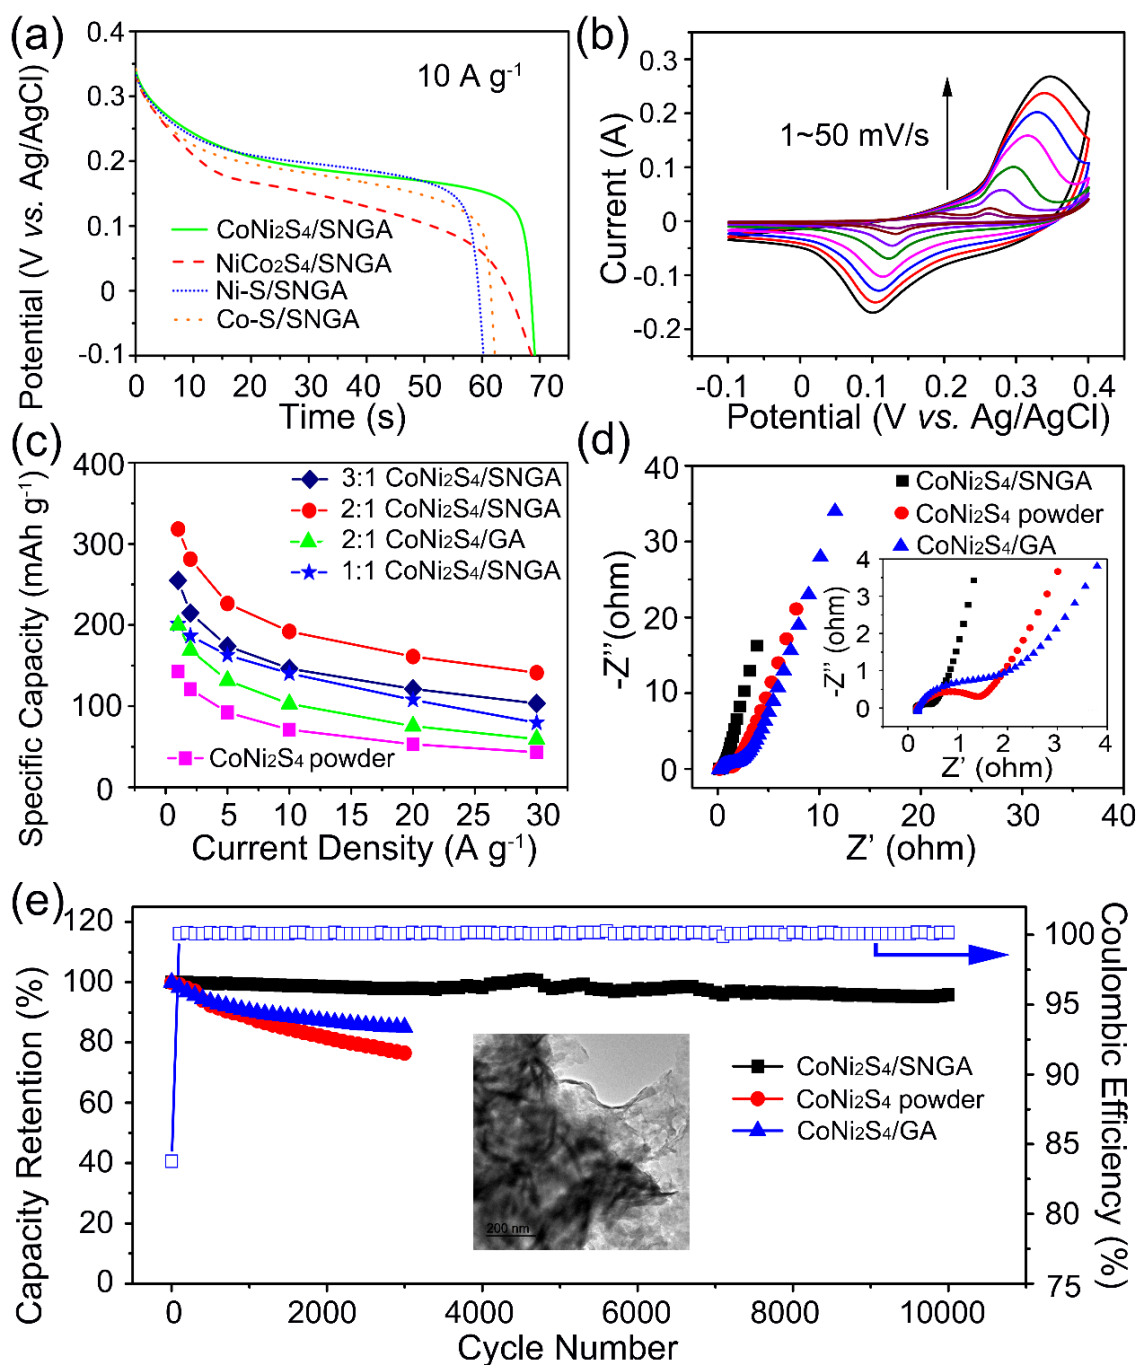 (a)
0.4
0.3
0.2
0.1
0
-0.1
0 10 20 30 40 50 60 70
Potential (V vs. Ag/AgCl)
Time (s)
10 A g⁻¹
CoNi₂S₄/SNGA
NiCo₂S₄/SNGA
Ni-S/SNGA
Co-S/SNGA
(b)
0.3
0.2
0.1
0
-0.1
-0.2
-0.1 0 0.1 0.2 0.3 0.4
Current (A)
Potential (V vs. Ag/AgCl)
1~50 mV/s
(c)
400
300
200
100
0
0 5 10 15 20 25 30
Specific Capacity (mAh g⁻¹)
Current Density (A g⁻¹)
3:1 CoNi₂S₄/SNGA
2:1 CoNi₂S₄/SNGA
2:1 CoNi₂S₄/GA
1:1 CoNi₂S₄/SNGA
CoNi₂S₄ powder
(d)
40
30
20
10
0
0 10 20 30 40
-Z''(ohm)
Z' (ohm)
CoNi₂S₄/SNGA
CoNi₂S₄ powder
CoNi₂S₄/GA
4
3
2
1
0
0 1 2 3 4
-Z'' (ohm)
Z' (ohm)
(e)
120
100
80
60
40
20
0
0 2000 4000 6000 8000 10000
Capacity Retention (%)
Cycle Number
100
95
90
85
80
75
Coulombic Efficiency (%)
CoNi₂S₄/SNGA
CoNi₂S₄ powder
CoNi₂S₄/GA
200 nm